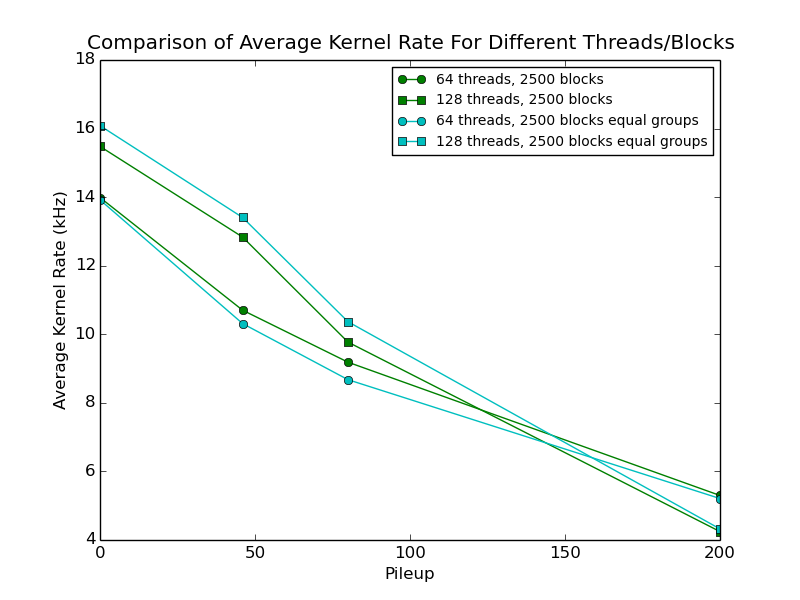 Comparison of Average Kernel Rate For Different Threads/Blocks
64 threads, 2500 blocks
128 threads, 2500 blocks
64 threads, 2500 blocks equal groups
128 threads, 2500 blocks equal groups
Average Kernel Rate (kHz)
18
16
14
12
10
8
6
4
0 50 100 150 200
Pileup